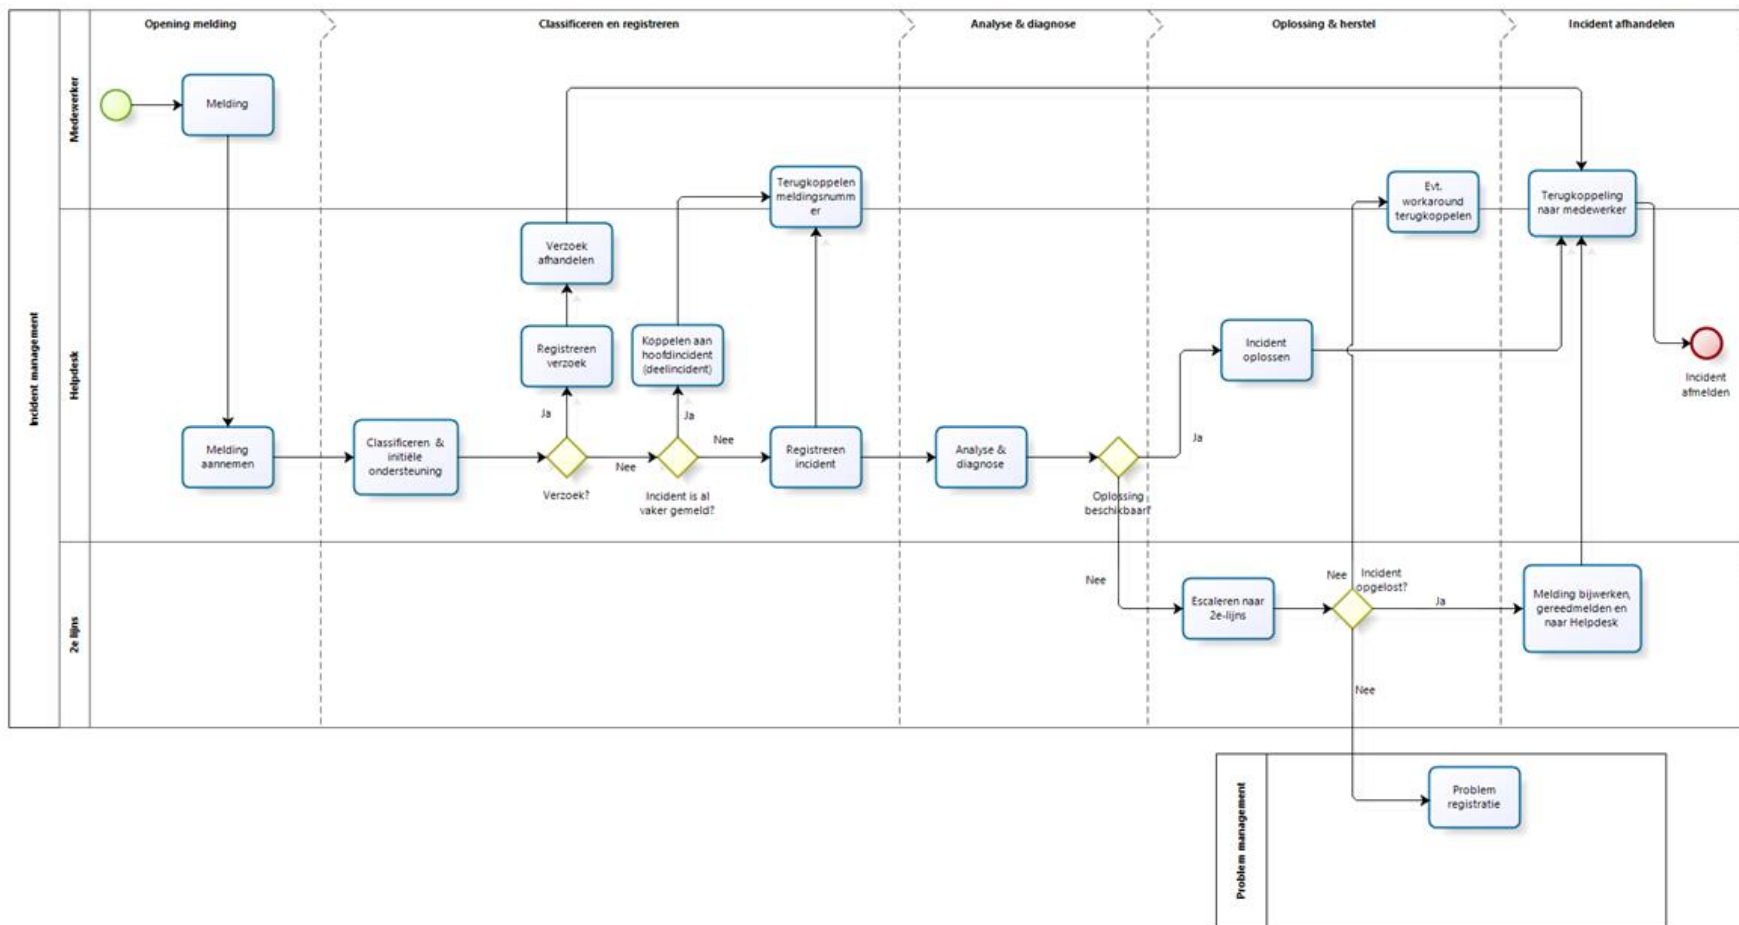 Opening melding
Classificeren en registreren
Analyse & diagnose
Oplossing & herstel
Incident afhandelen
Incident management
Medewerker
Melding
Terugkoppelen
meldingsnumm
er
Evt.
workaround
terugkoppelen
Terugkoppeling
naar medewerker
Helpdesk
Verzoek
afhandelen
Registreren
verzoek
Koppelen aan
hoofdincident
(deelincident)
Incident
oplossen
Incident
afmelden
Ja
Ja
Ja
Melding
aannemen
Classificeren &
initiële
ondersteuning
Nee
Nee
Verzoek?
Incident is al
vaker gemeld?
Registreren
incident
Analyse &
diagnose
Oplossing
beschikbaar?
2e lijns
Nee
Escaleren naar
2e-lijns
Nee
Incident
opgelost?
Ja
Melding bijwerken,
gereedmelden en
naar Helpdesk
Nee
Problem management
Problem
registratie